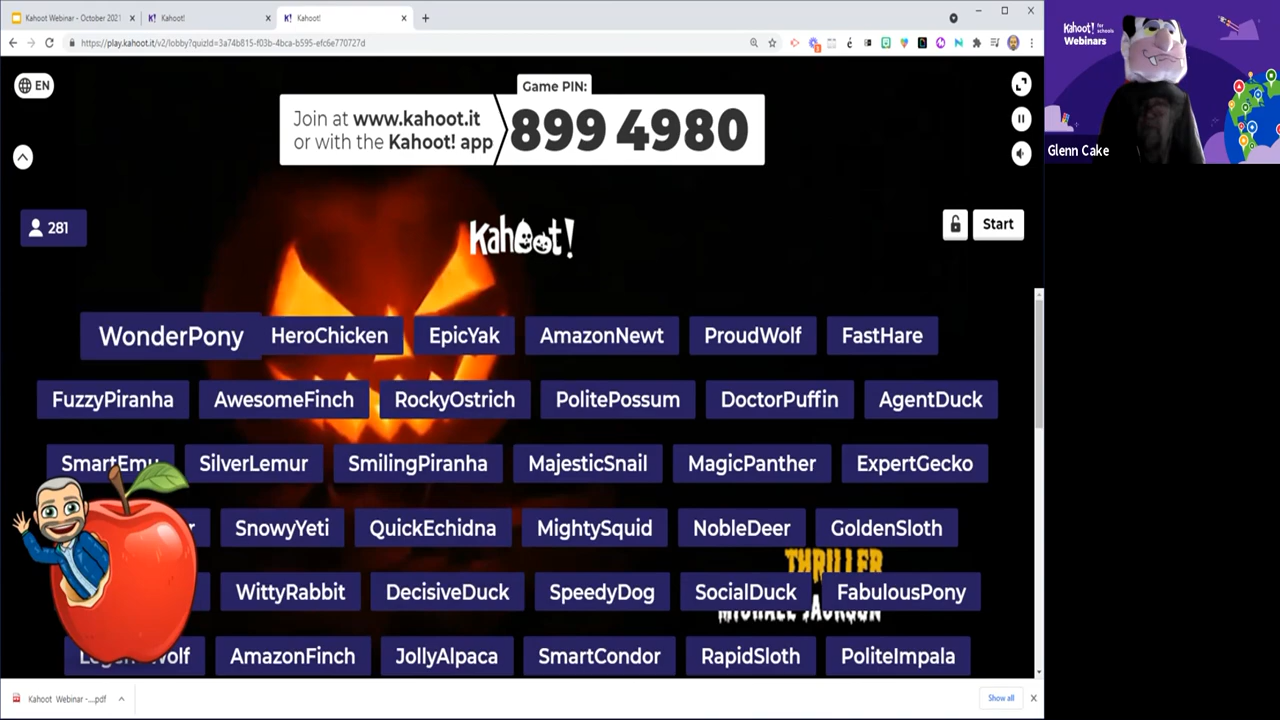 Kahoot Webinar - October 2021
Kahoot!
Kahoot!
https://play.kahoot.it/v2/lobby?quizId=3a74b815-f03b-4bca-b595-efc6e770727d
EN
Join at www.kahoot.it
or with the Kahoot! app
Game PIN:
899 4980
281
Kahoot!
Start
WonderPony HeroChicken EpicYak AmazonNewt ProudWolf FastHare
FuzzyPiranha AwesomeFinch RockyOstrich PolitePossum DoctorPuffin AgentDuck
SmartEmu SilverLemur SmilingPiranha MajesticSnail MagicPanther ExpertGecko
SnowyYeti QuickEchidna MightySquid NobleDeer GoldenSloth
THRILLER
WittyRabbit DecisiveDuck SpeedyDog SocialDuck FabulousPony
MICHAEL JACKSON
AmazonFinch JollyAlpaca SmartCondor RapidSloth PoliteImpala
Kahoot Webinar -....pdf
Show all
Kahoot! for schools
Webinars
Glenn Cake